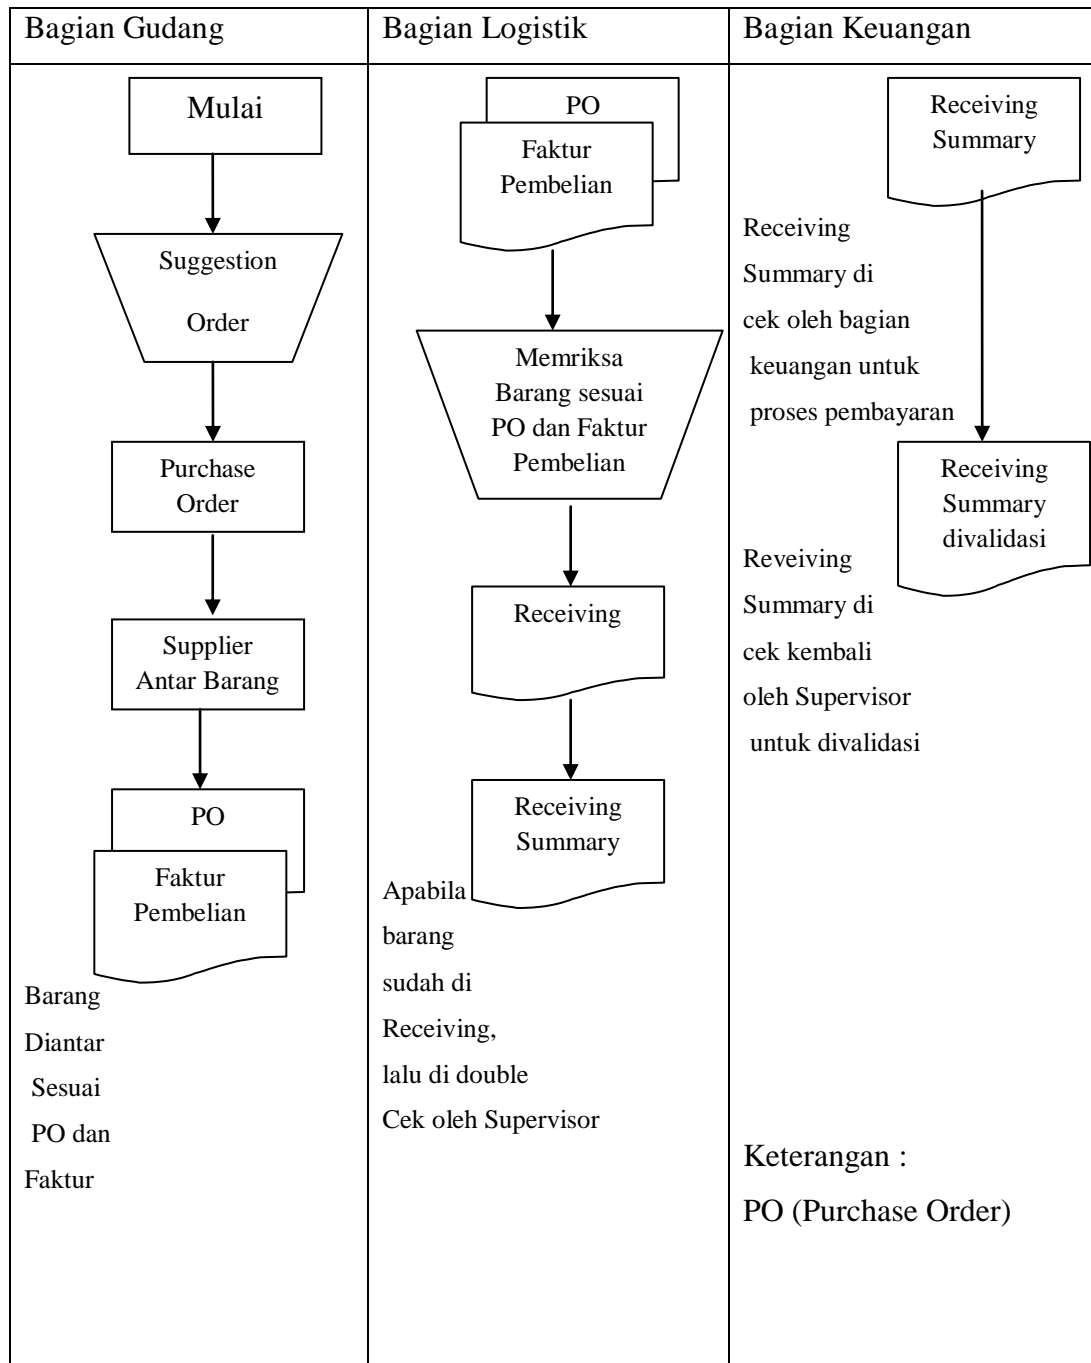 Bagian Gudang
Mulai
Suggestion
Order
Purchase
Order
Supplier
Antar Barang
PO
Faktur
Pembelian
Barang
Diantar
Sesuai
PO dan
Faktur
Bagian Logistik
PO
Faktur
Pembelian
Memriksa
Barang sesuai
PO dan Faktur
Pembelian
Receiving
Receiving
Summary
Apabila
barang
sudah di
Receiving,
lalu di double
Cek oleh Supervisor
Bagian Keuangan
Receiving
Summary
Receiving
Summary di
cek oleh bagian
keuangan untuk
proses pembayaran
Receiving
Summary
divalidasi
Reveiving
Summary di
cek kembali
oleh Supervisor
untuk divalidasi
Keterangan :
PO (Purchase Order)